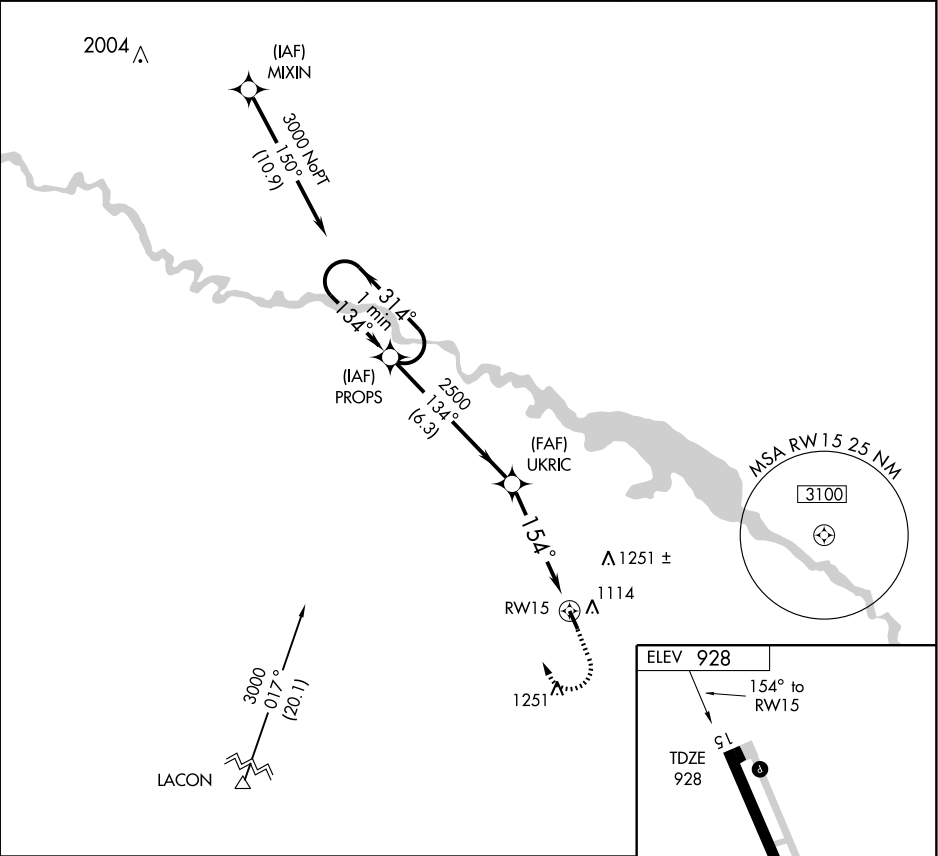 2004
(IAF)
MIXIN
3000 NoPT
150°
(10.9)
314°
1 min
134°
(IAF)
PROPS
2500
134°
(6.3)
(FAF)
UKRIC
MSA RW15 25 NM
3100
154°
1251 ±
1114
RW15
1251
3000
017°
(20.1)
LACON
ELEV 928
154° to
RW15
15
TDZE
928
P